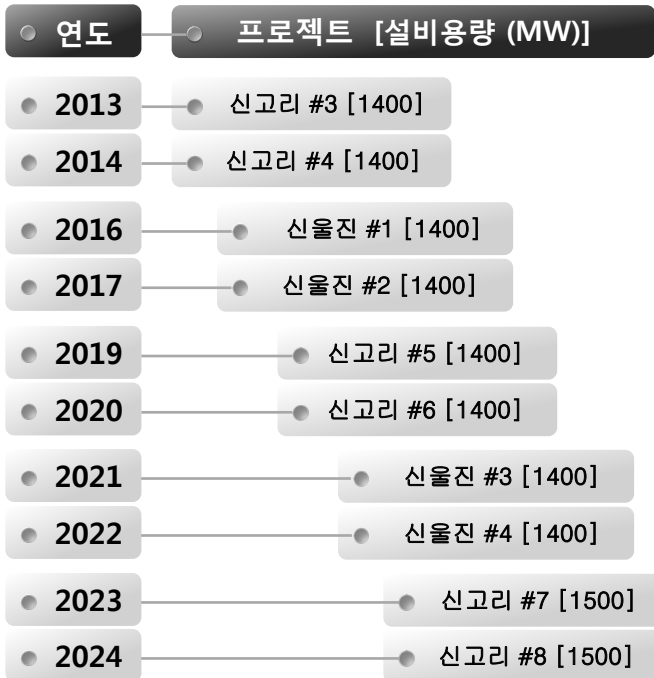 연도 프로젝트 [설비용량 (MW)]
2013 신고리 #3 [1400]
2014 신고리 #4 [1400]
2016 신울진 #1 [1400]
2017 신울진 #2 [1400]
2019 신고리 #5 [1400]
2020 신고리 #6 [1400]
2021 신울진 #3 [1400]
2022 신울진 #4 [1400]
2023 신고리 #7 [1500]
2024 신고리 #8 [1500]